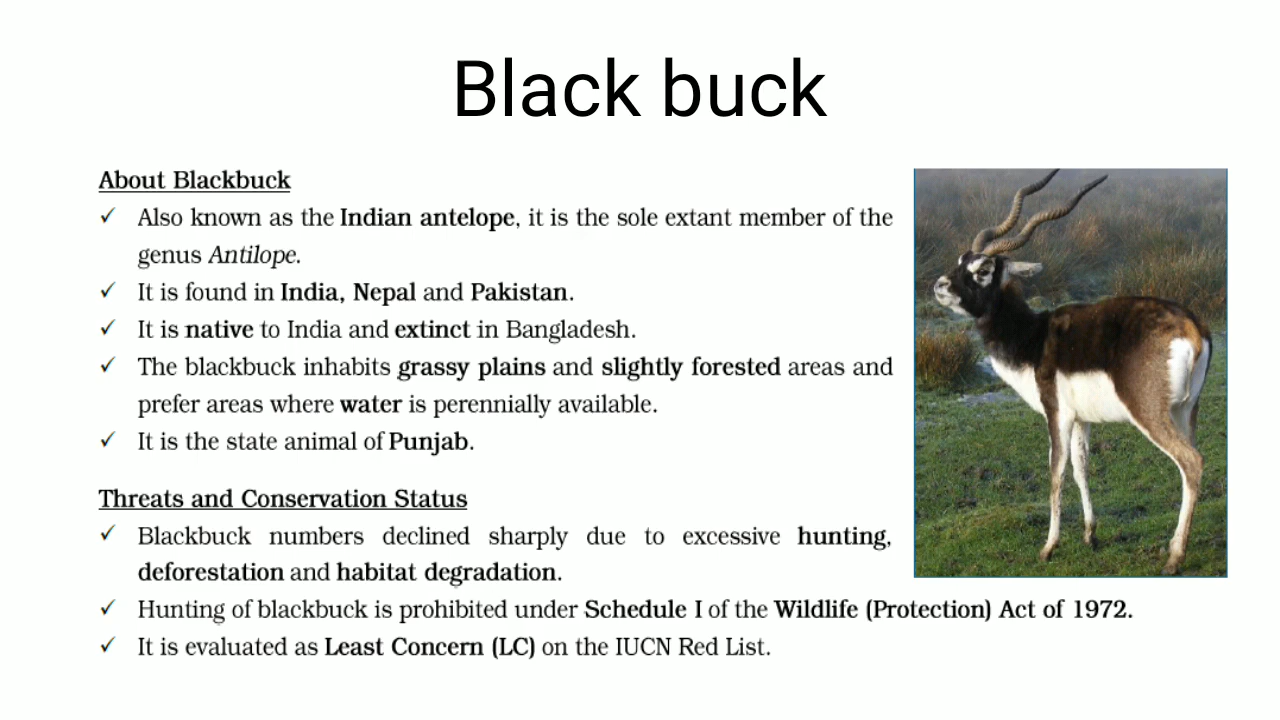 Black buck
About Blackbuck
✓ Also known as the Indian antelope, it is the sole extant member of the
genus Antilope.
✓ It is found in India, Nepal and Pakistan.
✓ It is native to India and extinct in Bangladesh.
✓ The blackbuck inhabits grassy plains and slightly forested areas and
prefer areas where water is perennially available.
✓ It is the state animal of Punjab.
Threats and Conservation Status
✓ Blackbuck numbers declined sharply due to excessive hunting,
deforestation and habitat degradation.
✓ Hunting of blackbuck is prohibited under Schedule I of the Wildlife (Protection) Act of 1972.
✓ It is evaluated as Least Concern (LC) on the IUCN Red List.